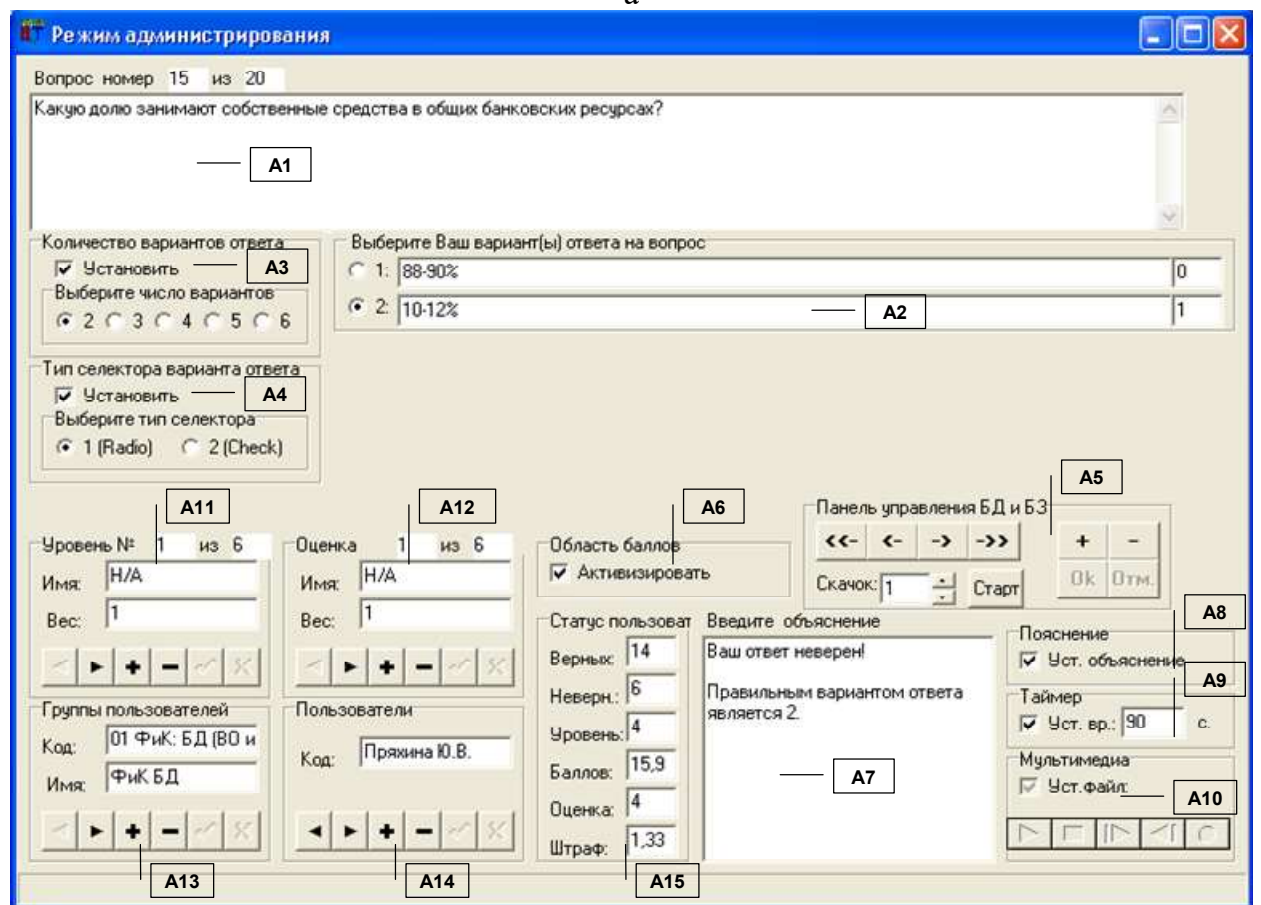 а
Режим администрирования
Вопрос номер 15 из 20
Какую долю занимают собственные средства в общих банковских ресурсах?
A1
Количество вариантов ответа
Установить
A3
Выберите число вариантов
2 3 4 5 6
Выберите Ваш вариант(ы) ответа на вопрос
1: 88-90% 0
2: 10-12% 1
A2
Тип селектора варианта ответа
Установить
A4
Выберите тип селектора
1 (Radio) 2 (Check)
A11
A12
A6
A5
Уровень № 1 из 6
Имя: Н/А
Вес: 1
Оценка 1 из 6
Имя: Н/А
Вес: 1
Область баллов
Активизировать
Панель управления БД и БЗ
<<- <- -> ->>
+ -
Скачок: 1 Старт
Ok Отм.
Группы пользователей
Код: 01 ФиК: БД (ВО и
Имя: ФиК БД
A13
Пользователи
Код: Пряхина Ю.В.
A14
Статус пользоват
Верных: 14
Неверн.: 6
Уровень: 4
Баллов: 15,9
Оценка: 4
Штраф: 1,33
A15
Введите объяснение
Ваш ответ неверен!
Правильным вариантом ответа
является 2.
A7
A8
Пояснение
Уст. объяснение
A9
Таймер
Уст. вр.: 90 с.
Мультимедиа
Уст.файл:
A10